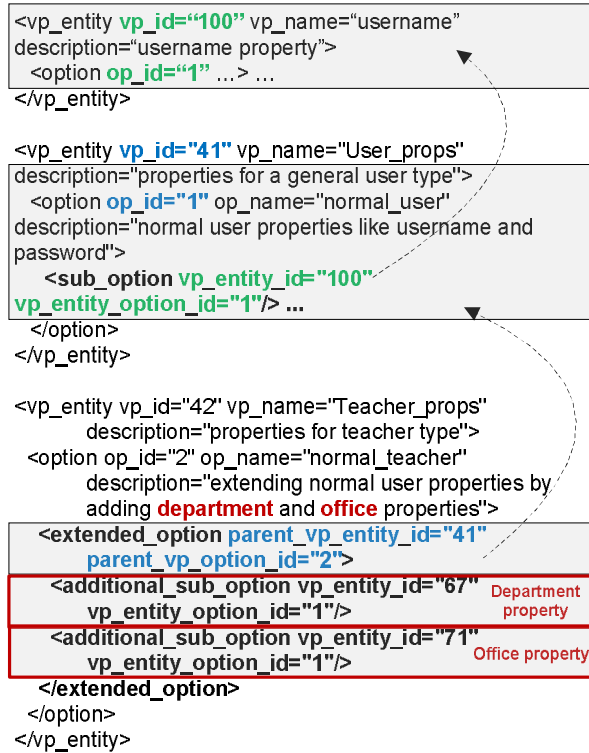 <vp_entity vp_id=“100” vp_name=“username”
description=“username property”>
<option op_id=“1” ...> ...
</vp_entity>
<vp_entity vp_id="41" vp_name="User_props"
description="properties for a general user type">
<option op_id="1" op_name="normal_user"
description="normal user properties like username and
password">
<sub_option vp_entity_id="100"
vp_entity_option_id="1"/> ...
</option>
</vp_entity>
<vp_entity vp_id="42" vp_name="Teacher_props"
description="properties for teacher type">
<option op_id="2" op_name="normal_teacher"
description="extending normal user properties by
adding department and office properties">
<extended_option parent_vp_entity_id="41"
parent_vp_option_id="2">
<additional_sub_option vp_entity_id="67"
vp_entity_option_id="1"/>
Department
property
<additional_sub_option vp_entity_id="71"
vp_entity_option_id="1"/>
Office property
</extended_option>
</option>
</vp_entity>